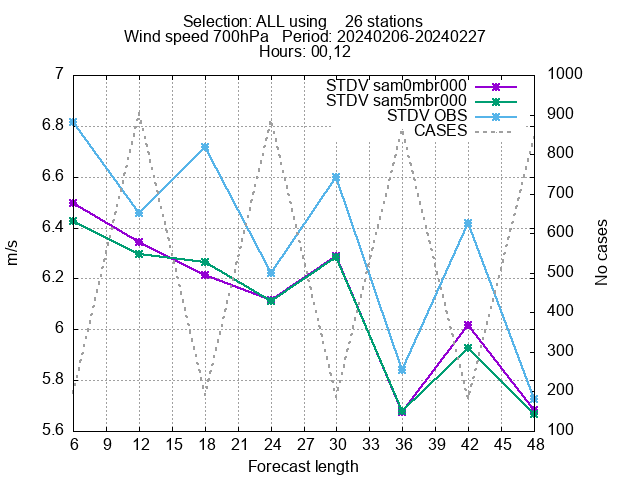 Selection: ALL using    26 stations
Wind speed 700hPa   Period: 20240206-20240227
Hours: 00,12
STDV sam0mbr000
STDV sam5mbr000
STDV OBS
CASES
m/s
7
6.8
6.6
6.4
6.2
6
5.8
5.6
1000
900
800
700
600
500
400
300
200
100
No cases
6 9 12 15 18 21 24 27 30 33 36 39 42 45 48
Forecast length